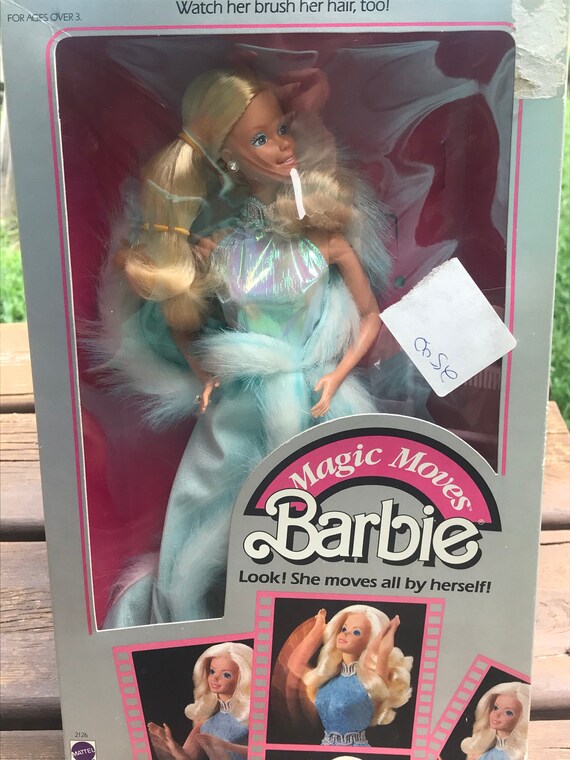 Watch her brush her hair, too!
FOR AGES OVER 3.
Magic Moves®
Barbie®
Look! She moves all by herself!
2126
MATTEL